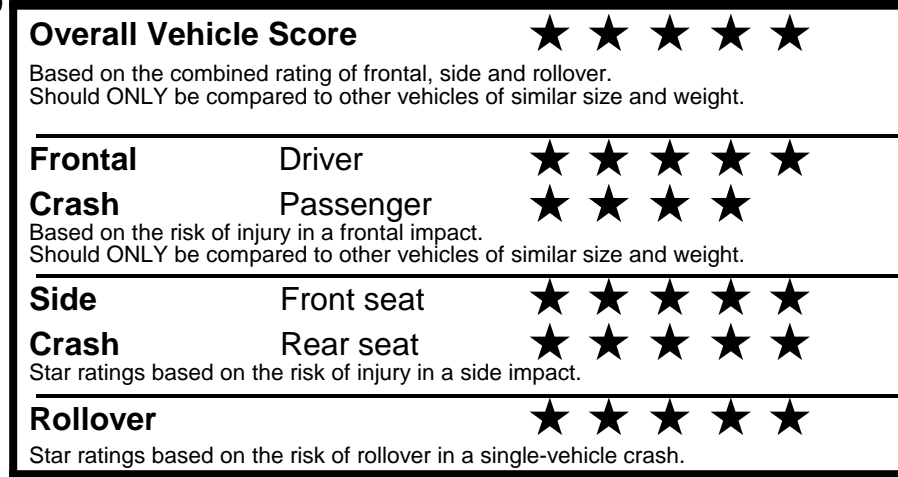 Overall Vehicle Score ★ ★ ★ ★ ★
Based on the combined rating of frontal, side and rollover.
Should ONLY be compared to other vehicles of similar size and weight.
Frontal Driver ★ ★ ★ ★ ★
Crash Passenger ★ ★ ★ ★
Based on the risk of injury in a frontal impact.
Should ONLY be compared to other vehicles of similar size and weight.
Side Front seat ★ ★ ★ ★ ★
Crash Rear seat ★ ★ ★ ★ ★
Star ratings based on the risk of injury in a side impact.
Rollover ★ ★ ★ ★ ★
Star ratings based on the risk of rollover in a single-vehicle crash.